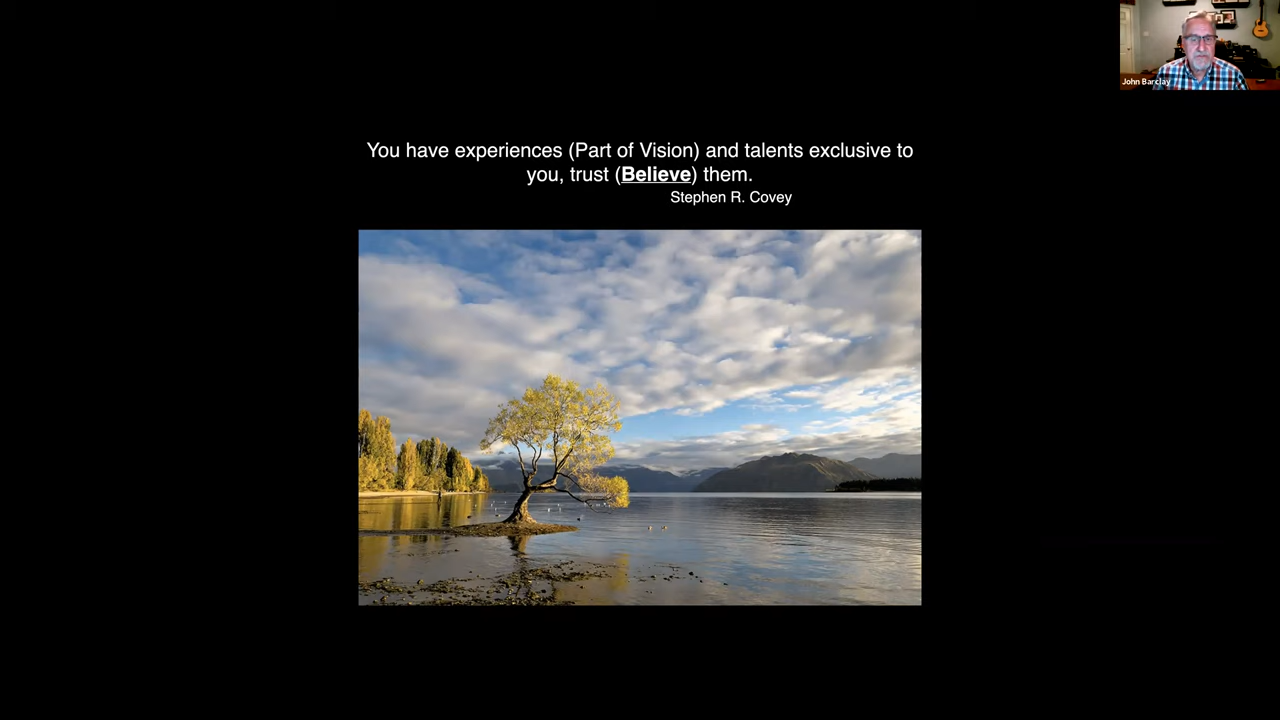 John Barclay
You have experiences (Part of Vision) and talents exclusive to
you, trust (Believe) them.
Stephen R. Covey